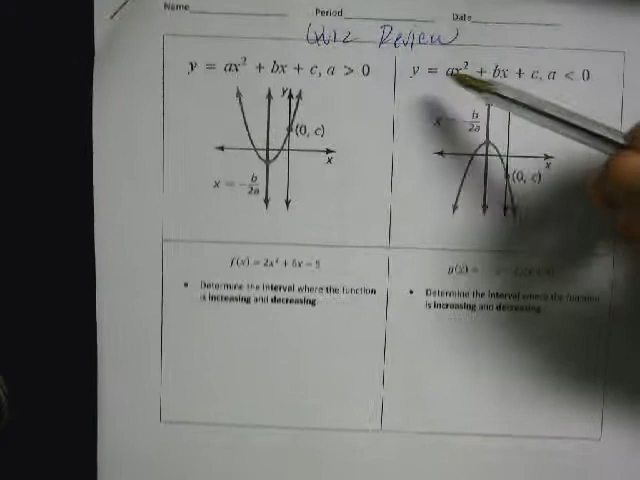 Name Period Date
Quiz Review
y = ax² + bx + c, a > 0
y = ax² + bx + c, a < 0
y
(0, c)
x
x = -b/2a
x = -b/2a
x
(0, c)
f(x) = 2x² + 6x - 5
• Determine the interval where the function
is increasing and decreasing.
g(x) =
• Determine the interval where the function
is increasing and decreasing.